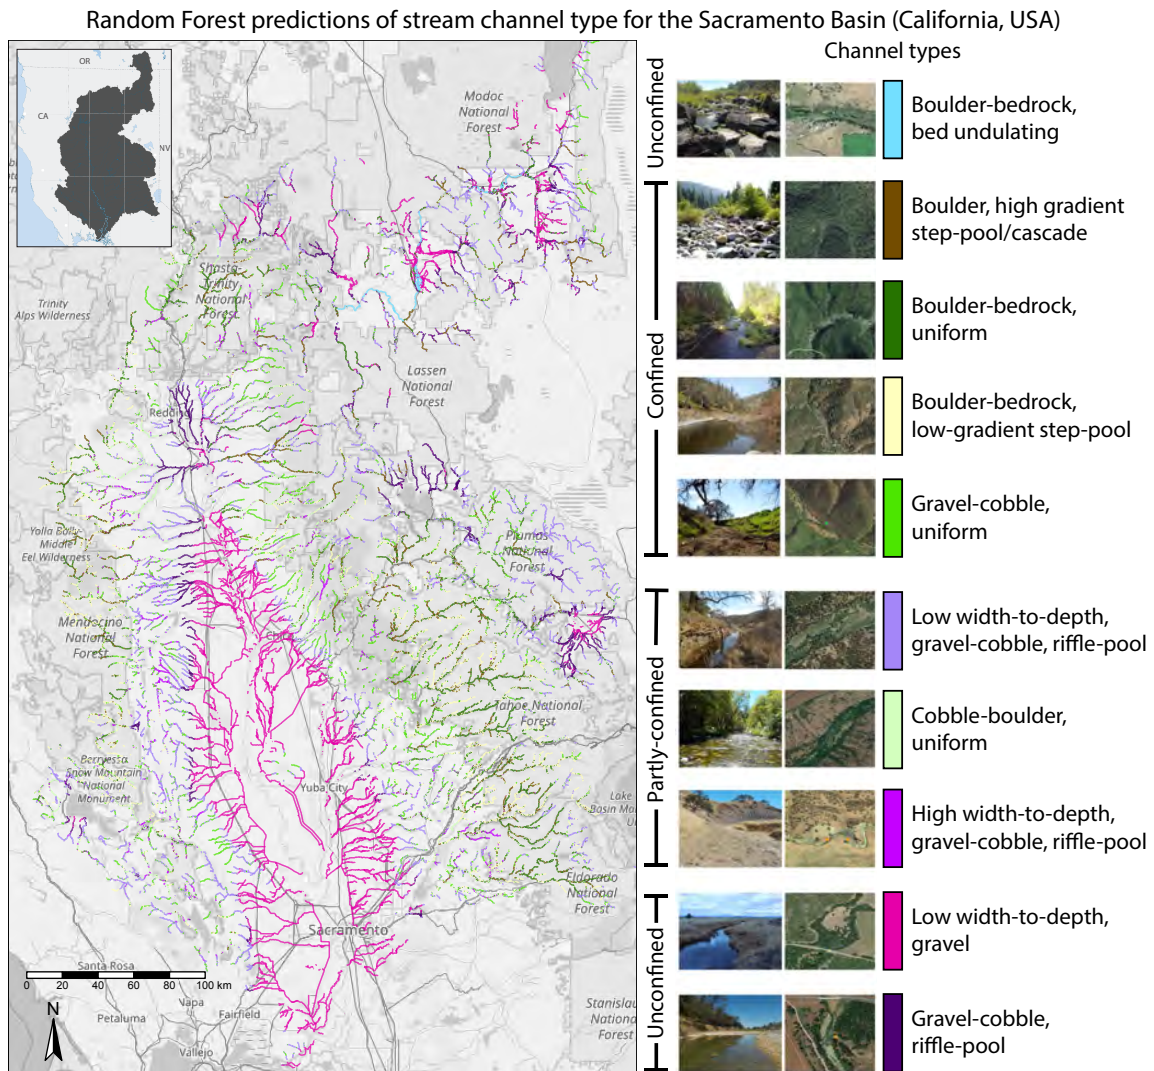 Random Forest predictions of stream channel type for the Sacramento Basin (California, USA)
OR
CA
NV
Modoc
National
Forest
Shasta-
Trinity
National
Forest
Trinity
Alps Wilderness
Lassen
National
Forest
Redding
Yolla Bolly-
Middle
Eel Wilderness
Plumas
National
Forest
Mendocino
National
Forest
Chico
Tahoe National
Forest
Berryessa
Snow Mountain
National
Monument
Yuba City
Lake
Basin Ma
Eldorado
National
Forest
Sacramento
Santa Rosa
0 20 40 60 80 100 km
N
Napa
Petaluma
Fairfield
Vallejo
Stanislau
Nationa
Forest
Channel types
Unconfined
Boulder-bedrock,
bed undulating
Confined
Boulder, high gradient
step-pool/cascade
Boulder-bedrock,
uniform
Boulder-bedrock,
low-gradient step-pool
Gravel-cobble,
uniform
Partly-confined
Low width-to-depth,
gravel-cobble, riffle-pool
Cobble-boulder,
uniform
High width-to-depth,
gravel-cobble, riffle-pool
Unconfined
Low width-to-depth,
gravel
Gravel-cobble,
riffle-pool